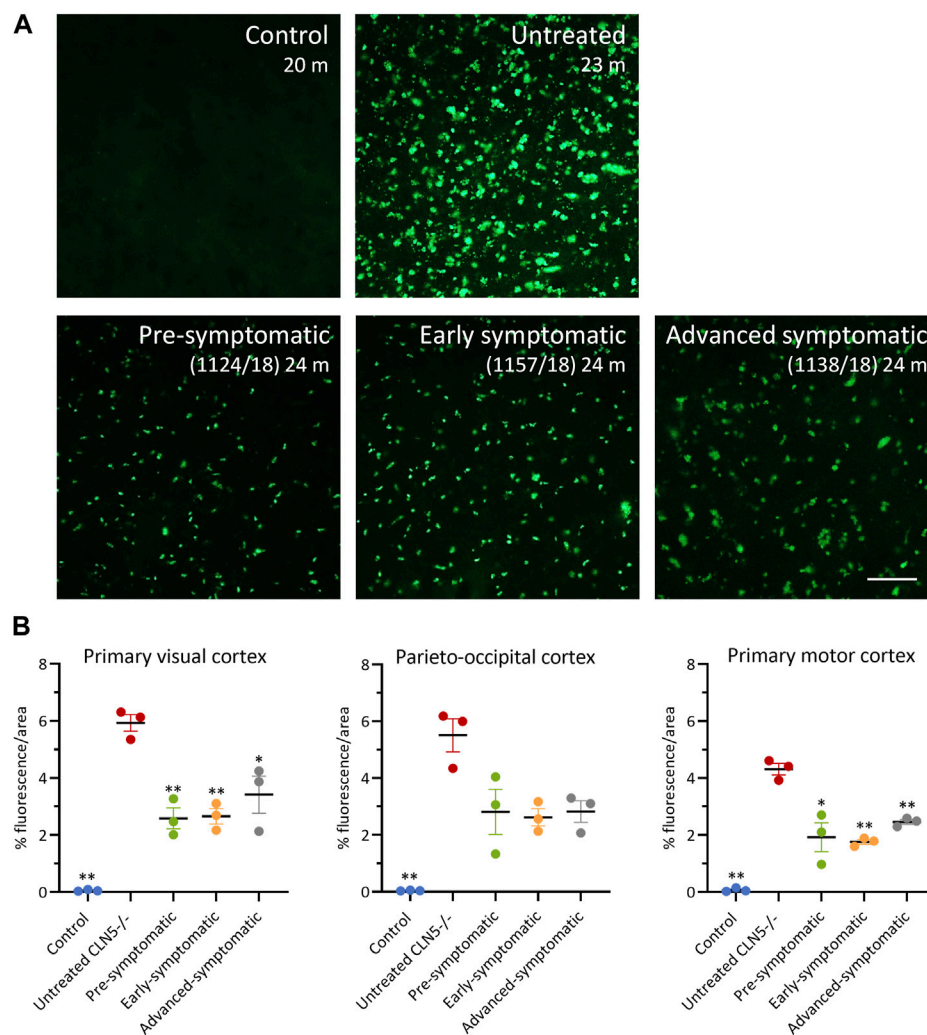 A
Control
20 m
Untreated
23 m
Pre-symptomatic
(1124/18) 24 m
Early symptomatic
(1157/18) 24 m
Advanced symptomatic
(1138/18) 24 m
B
Primary visual cortex
% fluorescence/area
8
6
4
2
0
**
**
**
*
Control
Untreated CLN5-/-
Pre-symptomatic
Early-symptomatic
Advanced-symptomatic
Parieto-occipital cortex
% fluorescence/area
8
6
4
2
0
**
Control
Untreated CLN5-/-
Pre-symptomatic
Early-symptomatic
Advanced-symptomatic
Primary motor cortex
% fluorescence/area
8
6
4
2
0
**
*
**
**
Control
Untreated CLN5-/-
Pre-symptomatic
Early-symptomatic
Advanced-symptomatic